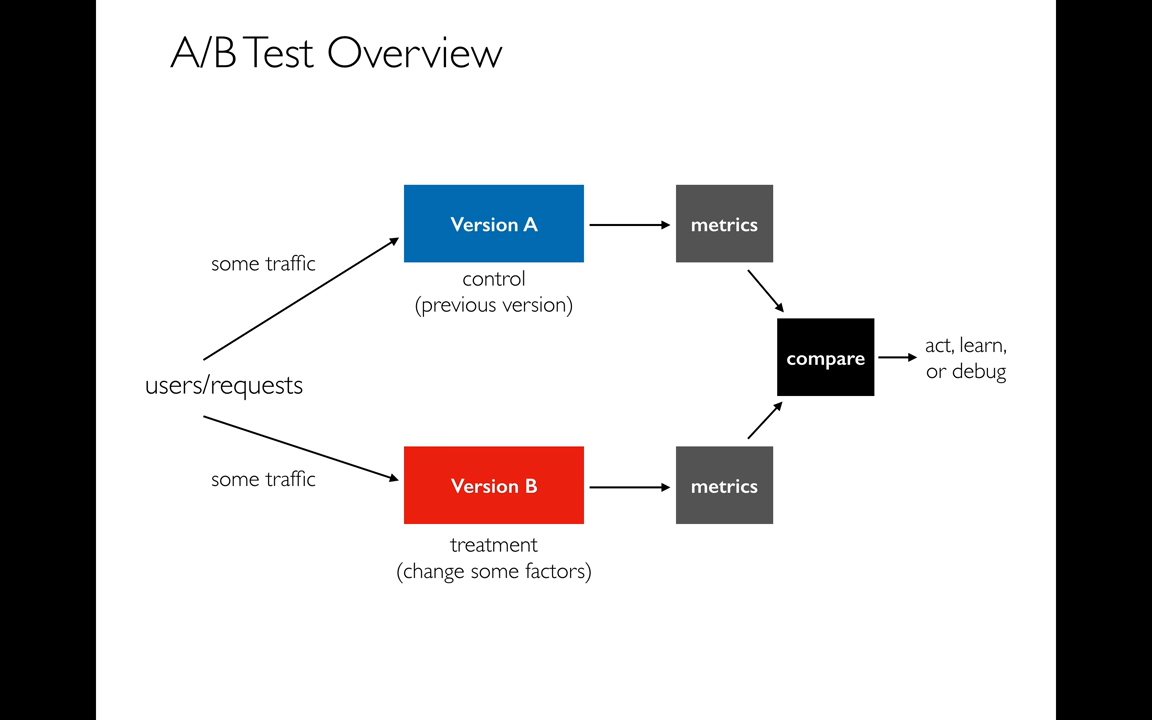 A/B Test Overview
some traffic
Version A
metrics
control
(previous version)
users/requests
compare
act, learn,
or debug
some traffic
Version B
metrics
treatment
(change some factors)